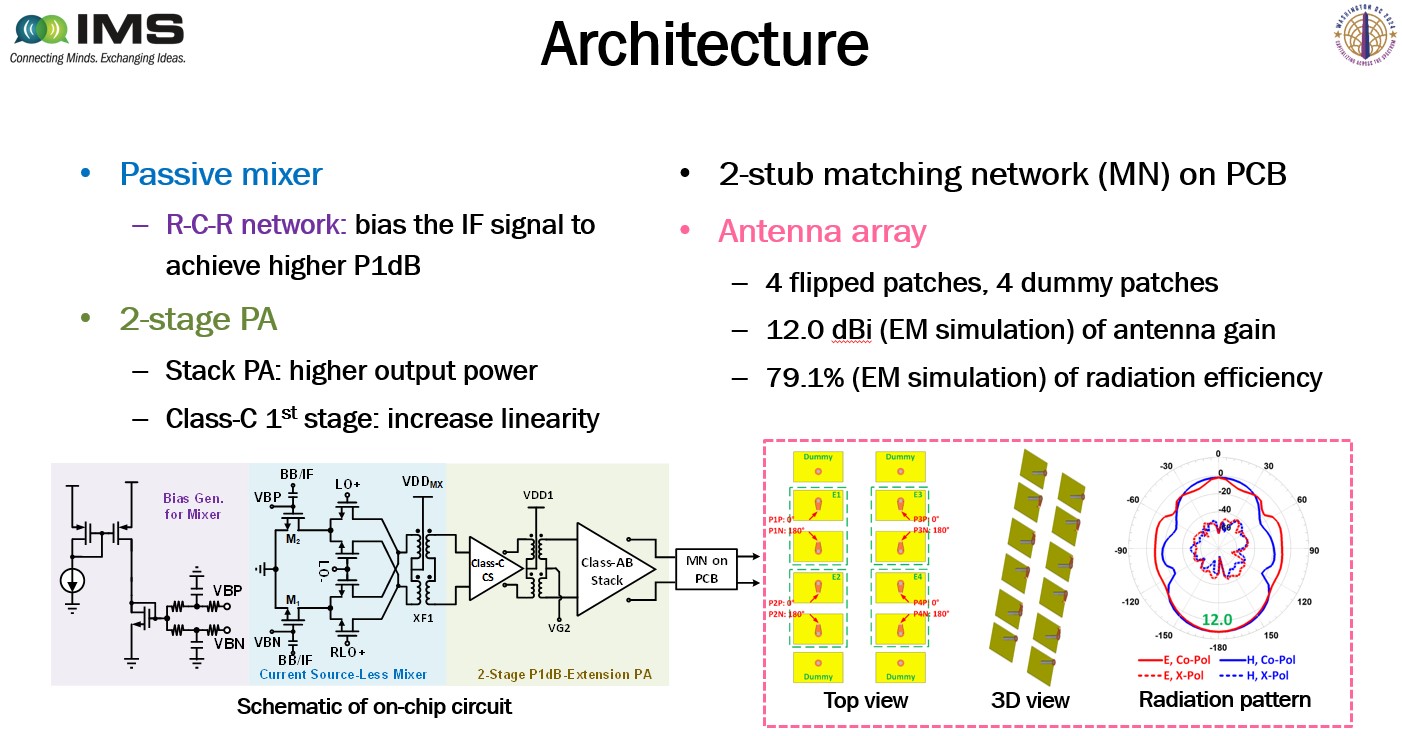 IMS
Connecting Minds. Exchanging Ideas.
Architecture
WASHINGTON DC 2024
CAPITALIZING ACROSS THE SPECTRUM
• Passive mixer
– R-C-R network: bias the IF signal to
achieve higher P1dB
• 2-stage PA
– Stack PA: higher output power
– Class-C 1st stage: increase linearity
• 2-stub matching network (MN) on PCB
• Antenna array
– 4 flipped patches, 4 dummy patches
– 12.0 dBi (EM simulation) of antenna gain
– 79.1% (EM simulation) of radiation efficiency
Bias Gen.
for Mixer
VBP
VBN
BB/IF
VBP
M2
LO+
VDDMX
LO-
M1
VBN
BB/IF
RLO+
XF1
Current Source-Less Mixer
VDD1
Class-C
CS
Class-AB
Stack
VG2
2-Stage P1dB-Extension PA
MN on
PCB
Schematic of on-chip circuit
Dummy
Dummy
E1
E3
P1P: 0°
P1N: 180°
P3P: 0°
P3N: 180°
E2
E4
P2P: 0°
P2N: 180°
P4P: 0°
P4N: 180°
Dummy
Dummy
Top view
3D view
0
-30
30
0
-20
-40
-60
60
-90
90
-120
120
12.0
-150
150
-180
E, Co-Pol
H, Co-Pol
E, X-Pol
H, X-Pol
Radiation pattern